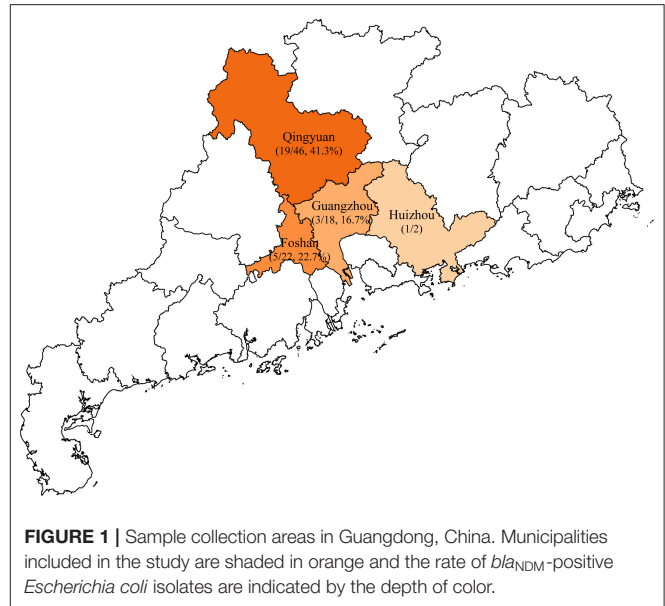 Qingyuan
(19/46, 41.3%)
Guangzhou
(3/18, 16.7%)
Huizhou
(1/2)
Foshan
(5/22, 22.7%)
FIGURE 1 | Sample collection areas in Guangdong, China. Municipalities
included in the study are shaded in orange and the rate of blaNDM-positive
Escherichia coli isolates are indicated by the depth of color.